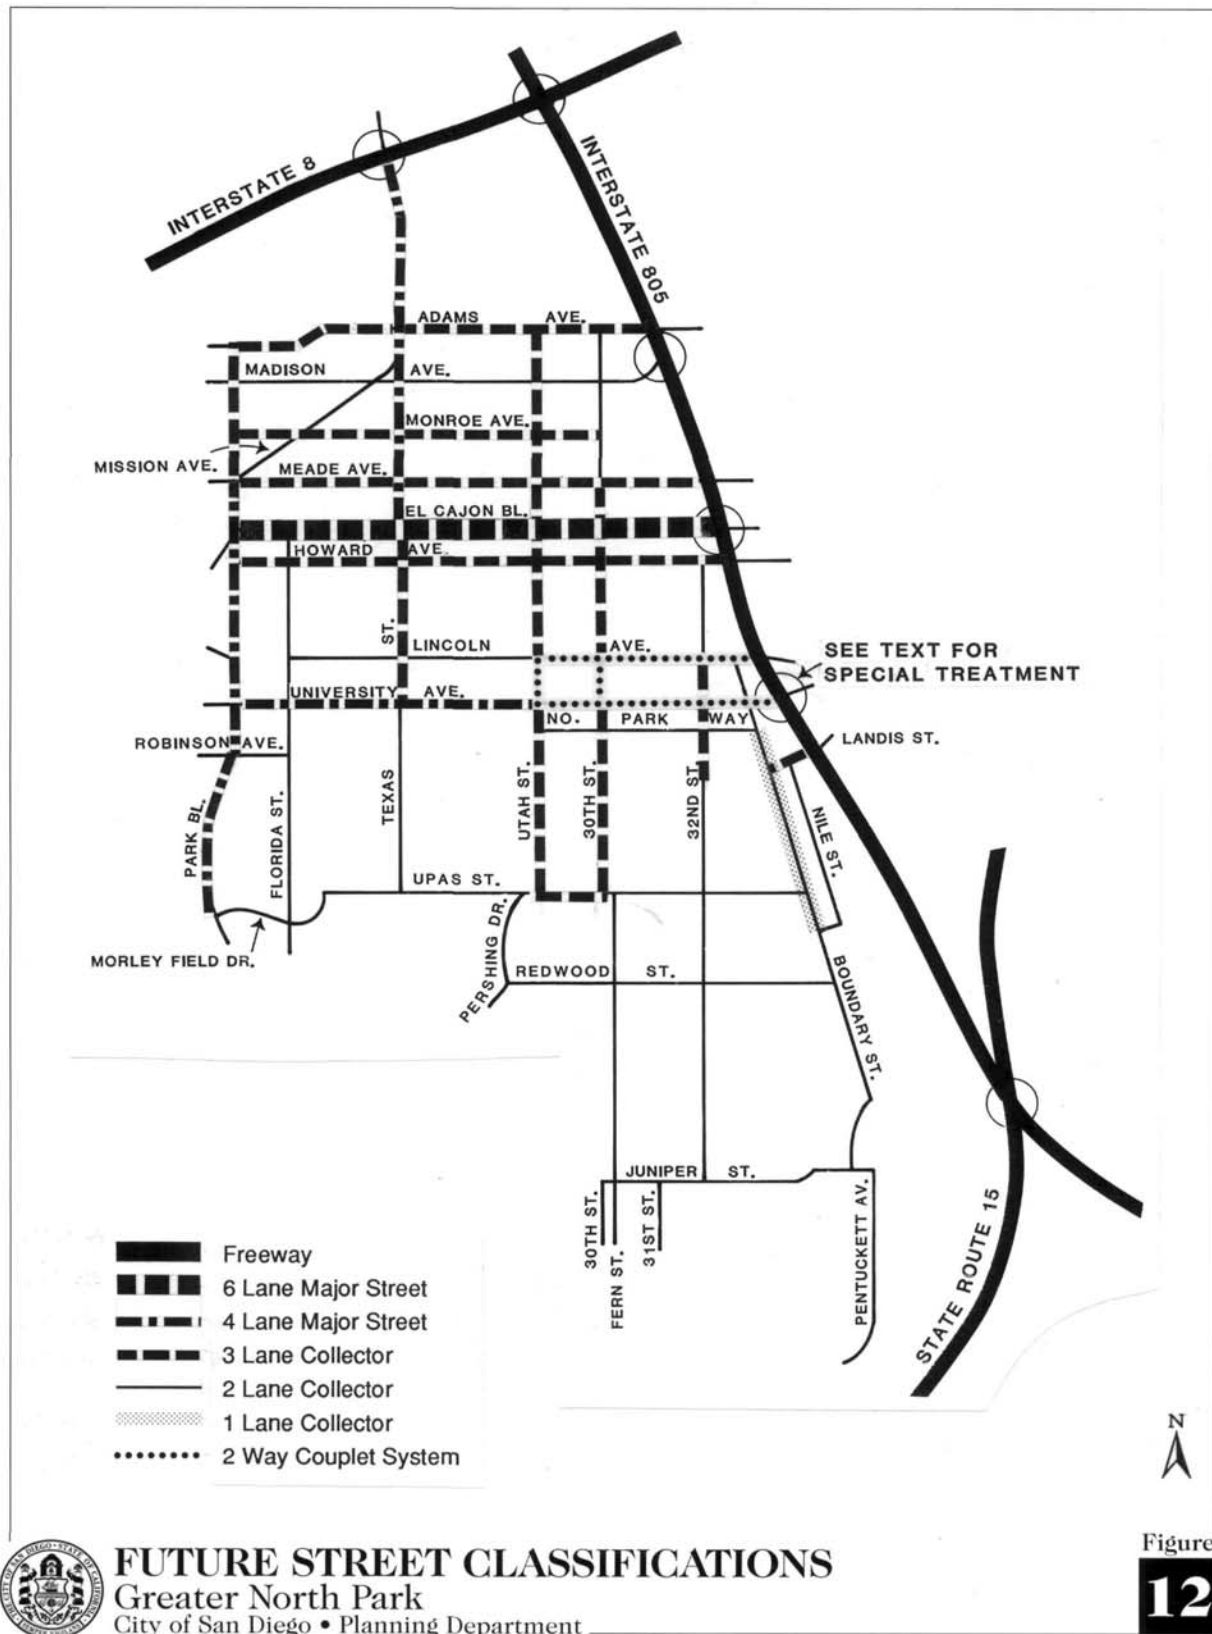 INTERSTATE 8
INTERSTATE 805
ADAMS AVE.
MADISON AVE.
MONROE AVE.
MISSION AVE.
MEADE AVE.
EL CAJON BL.
HOWARD AVE.
ST.
LINCOLN AVE.
SEE TEXT FOR
SPECIAL TREATMENT
UNIVERSITY AVE.
NO. PARK WAY
ROBINSON AVE.
LANDIS ST.
PARK BL.
FLORIDA ST.
TEXAS
UTAH ST.
30TH ST.
32ND ST.
NILE ST.
UPAS ST.
MORLEY FIELD DR.
PERSHING DR.
REDWOOD ST.
BOUNDARY ST.
JUNIPER ST.
30TH ST.
FERN ST.
31ST ST.
PENTUCKETT AV.
STATE ROUTE 15
Freeway
6 Lane Major Street
4 Lane Major Street
3 Lane Collector
2 Lane Collector
1 Lane Collector
2 Way Couplet System
N
FUTURE STREET CLASSIFICATIONS
Greater North Park
City of San Diego • Planning Department
Figure
12